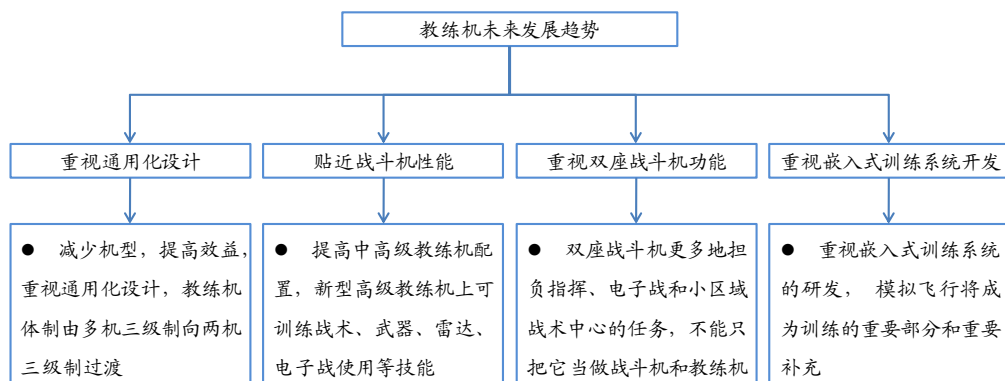 教练机未来发展趋势
重视通用化设计
贴近战斗机性能
重视双座战斗机功能
重视嵌入式训练系统开发
● 减少机型，提高效益，
重视通用化设计，教练机
体制由多机三级制向两机
三级制过渡
● 提高中高级教练机配
置，新型高级教练机上可
训练战术、武器、雷达、
电子战使用等技能
● 双座战斗机更多地担
负指挥、电子战和小区域
战术中心的任务，不能只
把它当做战斗机和教练机
● 重视嵌入式训练系统
的研发， 模拟飞行将成
为训练的重要部分和重要
补充